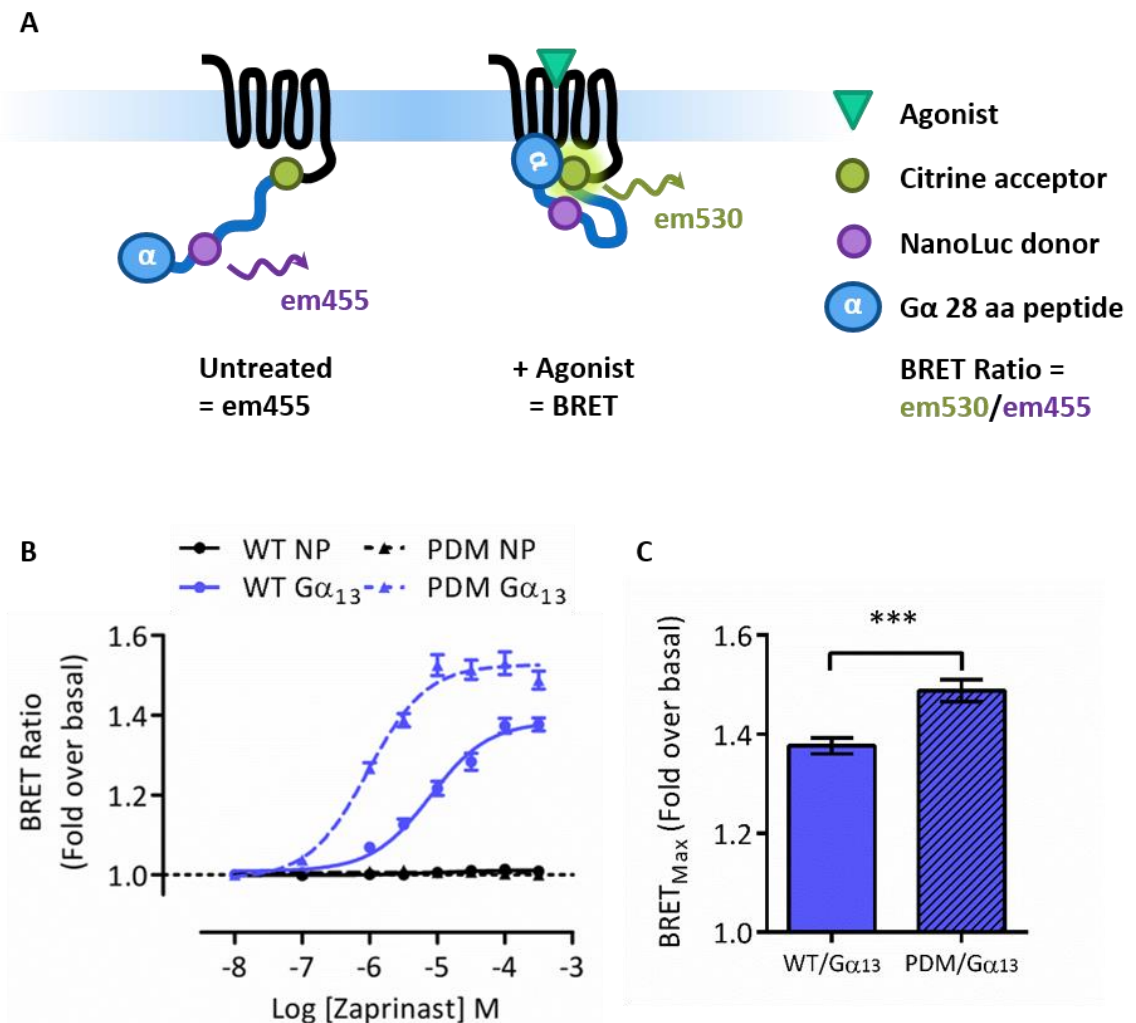 A
α
em455
Untreated
= em455
α
em530
+ Agonist
= BRET
Agonist
Citrine acceptor
NanoLuc donor
α Gα 28 aa peptide
BRET Ratio =
em530/em455
B
WT NP PDM NP
WT Gα13 PDM Gα13
BRET Ratio
(Fold over basal)
1.6
1.4
1.2
1.0
-8 -7 -6 -5 -4 -3
Log [Zaprinast] M
C
***
BRETMax (Fold over basal)
1.6
1.4
1.2
1.0
WT/Gα13 PDM/Gα13